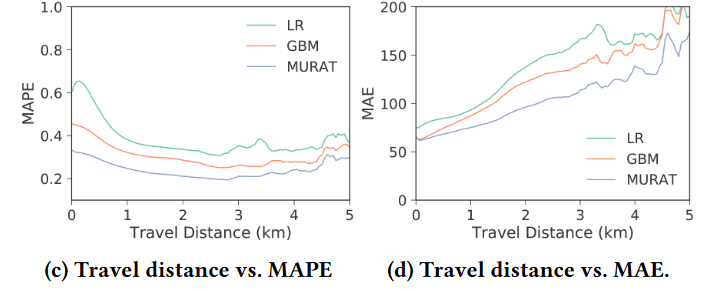 1.0
0.8
0.6
0.4
0.2
MAPE
LR
GBM
MURAT
0 1 2 3 4 5
Travel Distance (km)
(c) Travel distance vs. MAPE
200
150
100
50
0
MAE
LR
GBM
MURAT
0 1 2 3 4 5
Travel Distance (km)
(d) Travel distance vs. MAE.